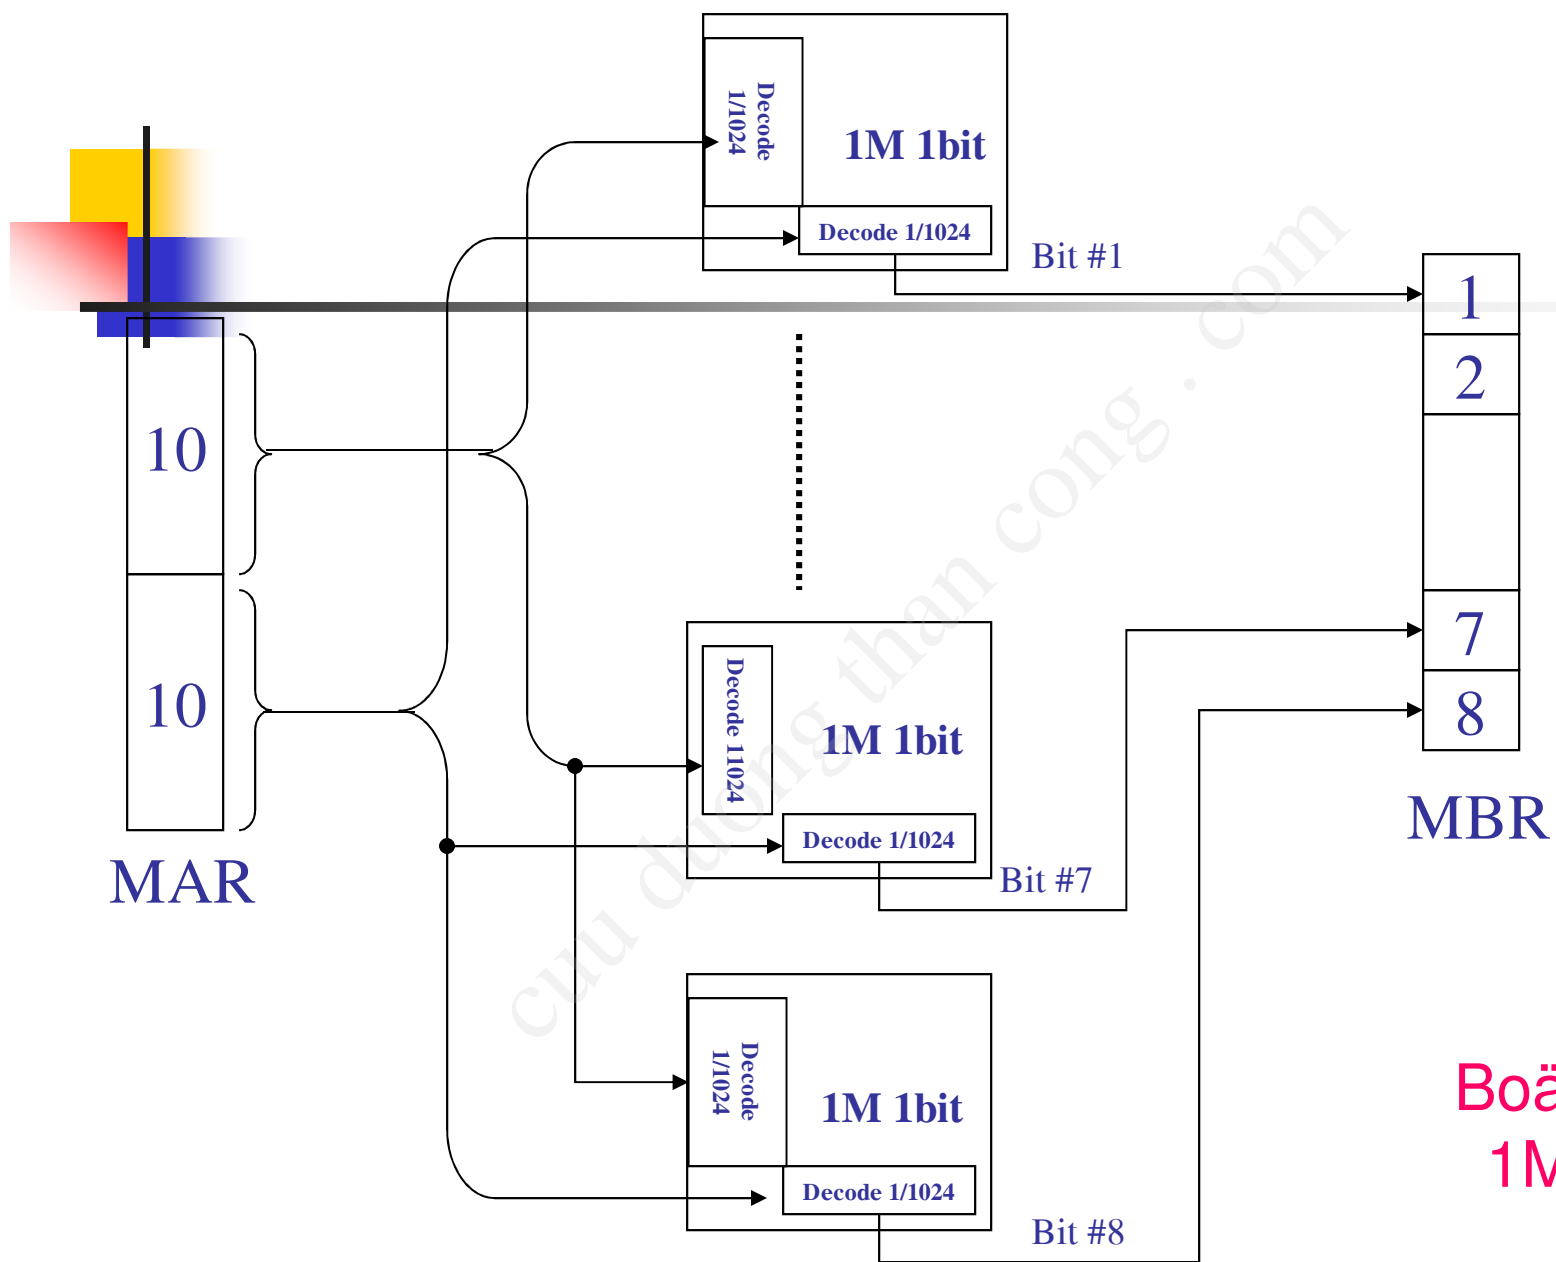 Decode
1/1024
1M 1bit
Decode 1/1024
Bit #1
1
2
10
10
MAR
Decode 11024
1M 1bit
Decode 1/1024
Bit #7
7
8
MBR
Decode
1/1024
1M 1bit
Decode 1/1024
Bit #8
Boä
1M
cuu duong than cong . com